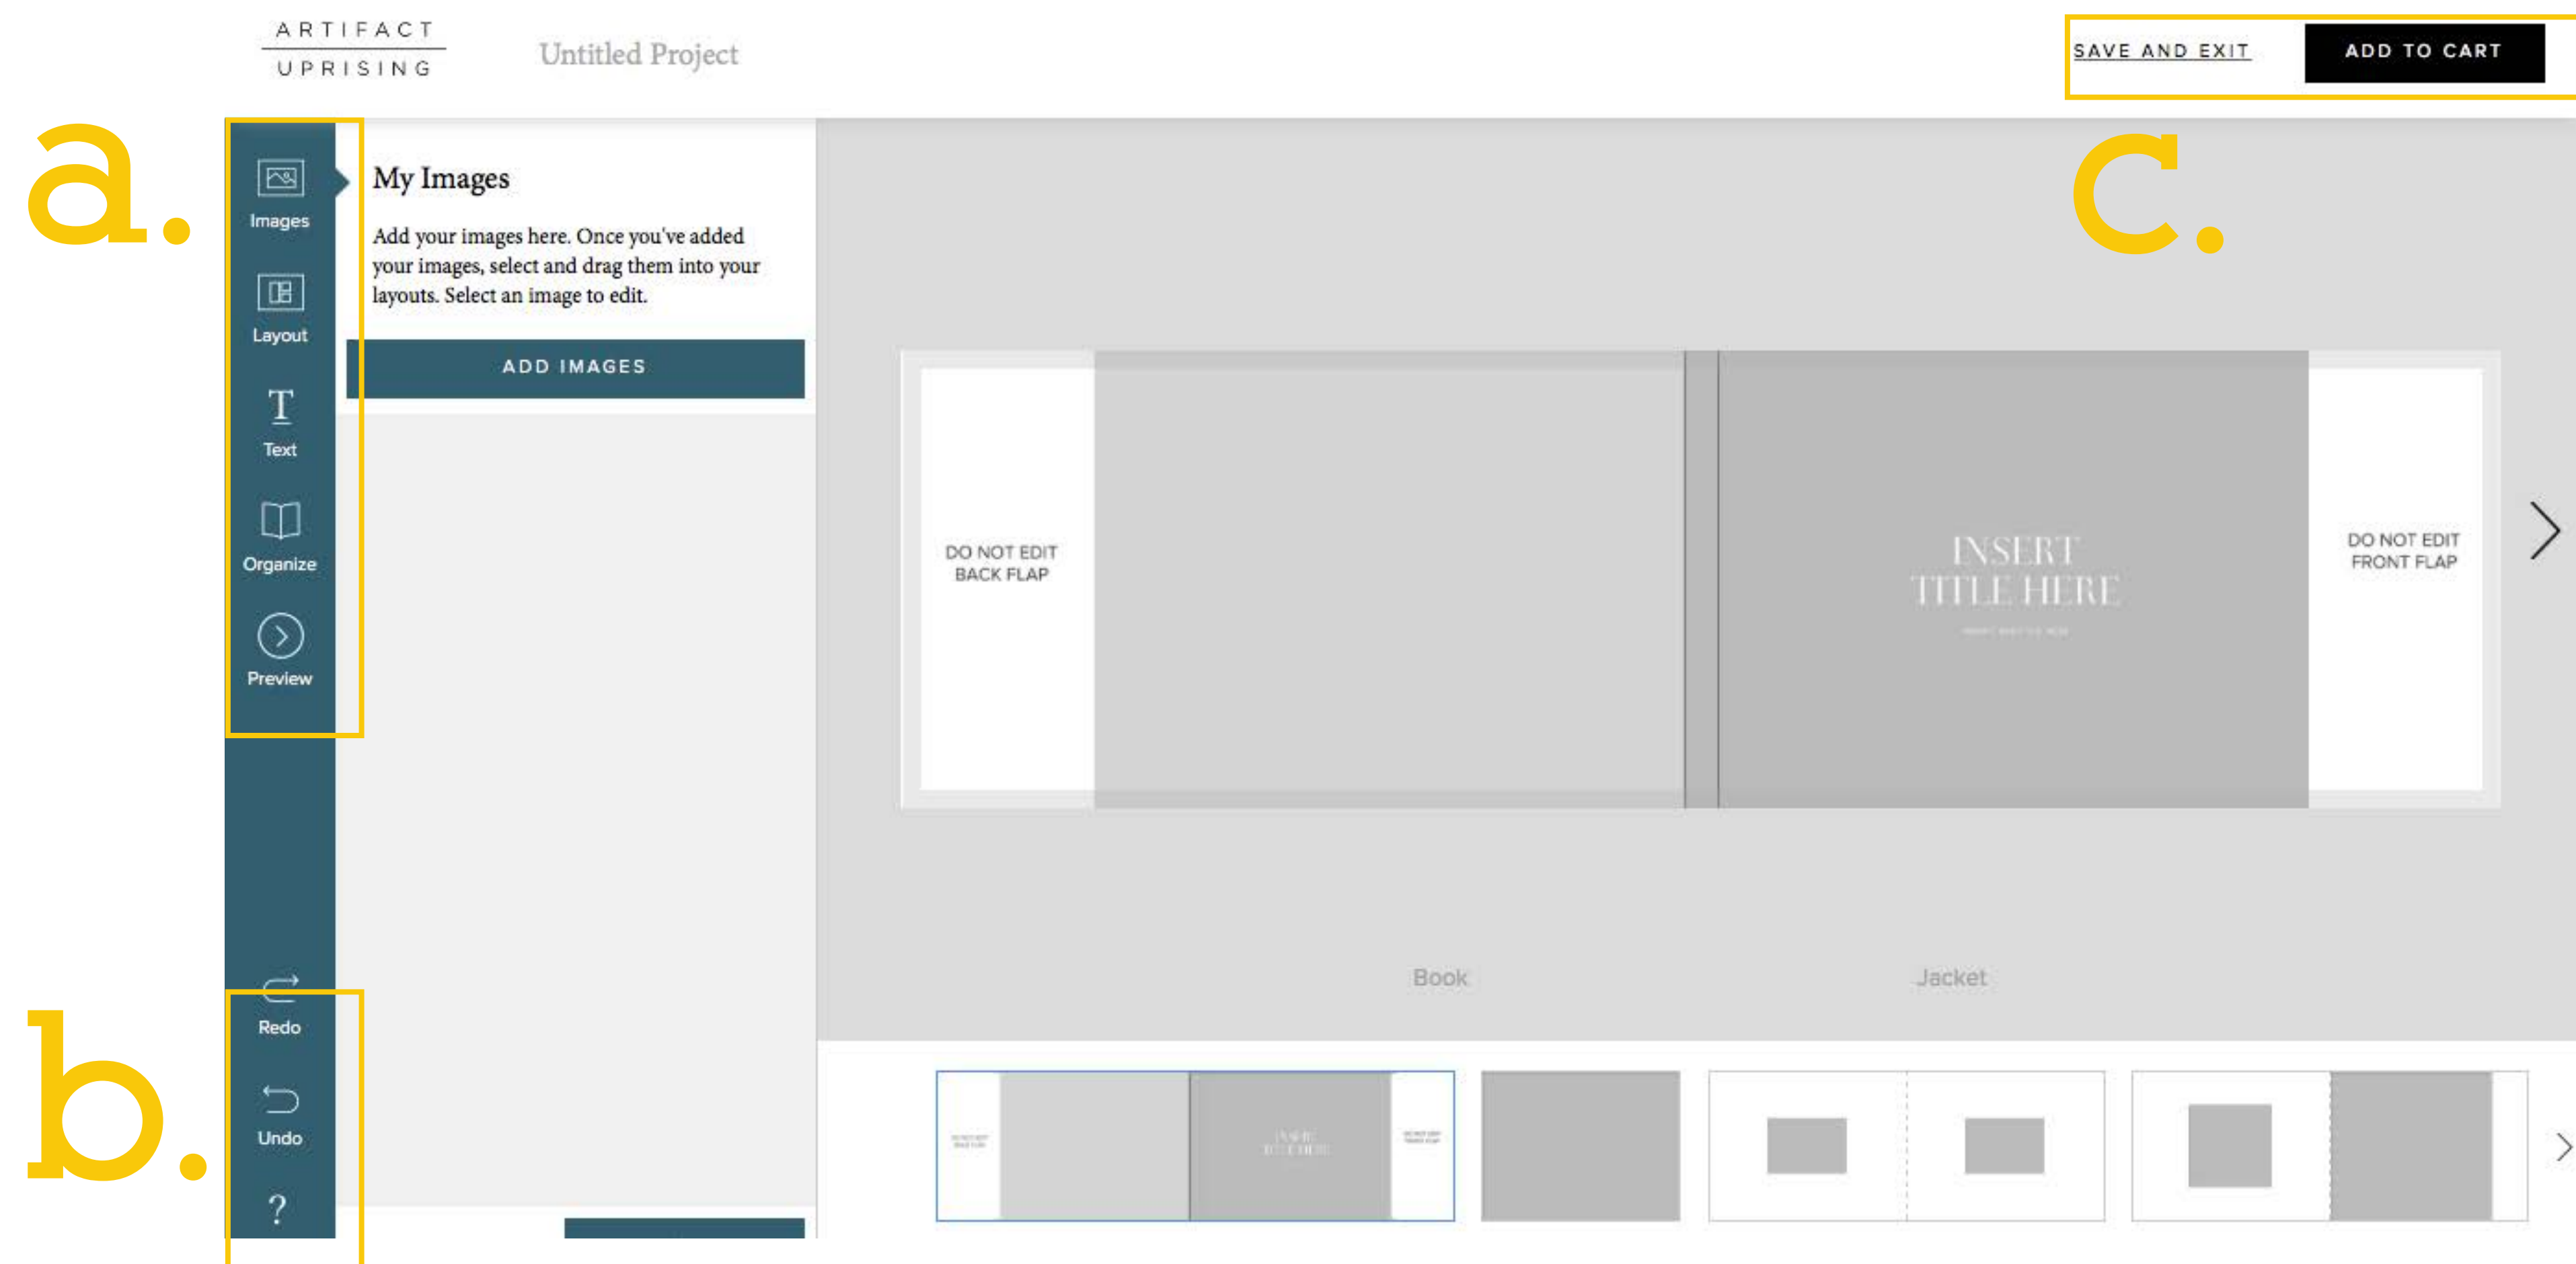 ARTIFACT
UPRISING
Untitled Project
SAVE AND EXIT
ADD TO CART
a.
c.
Images
Layout
Text
Organize
Preview
My Images
Add your images here. Once you've added
your images, select and drag them into your
layouts. Select an image to edit.
ADD IMAGES
DO NOT EDIT
BACK FLAP
INSERT
TITLE HERE
DO NOT EDIT
FRONT FLAP
Book
Jacket
b.
Redo
Undo
?
INSERT
TITLE HERE